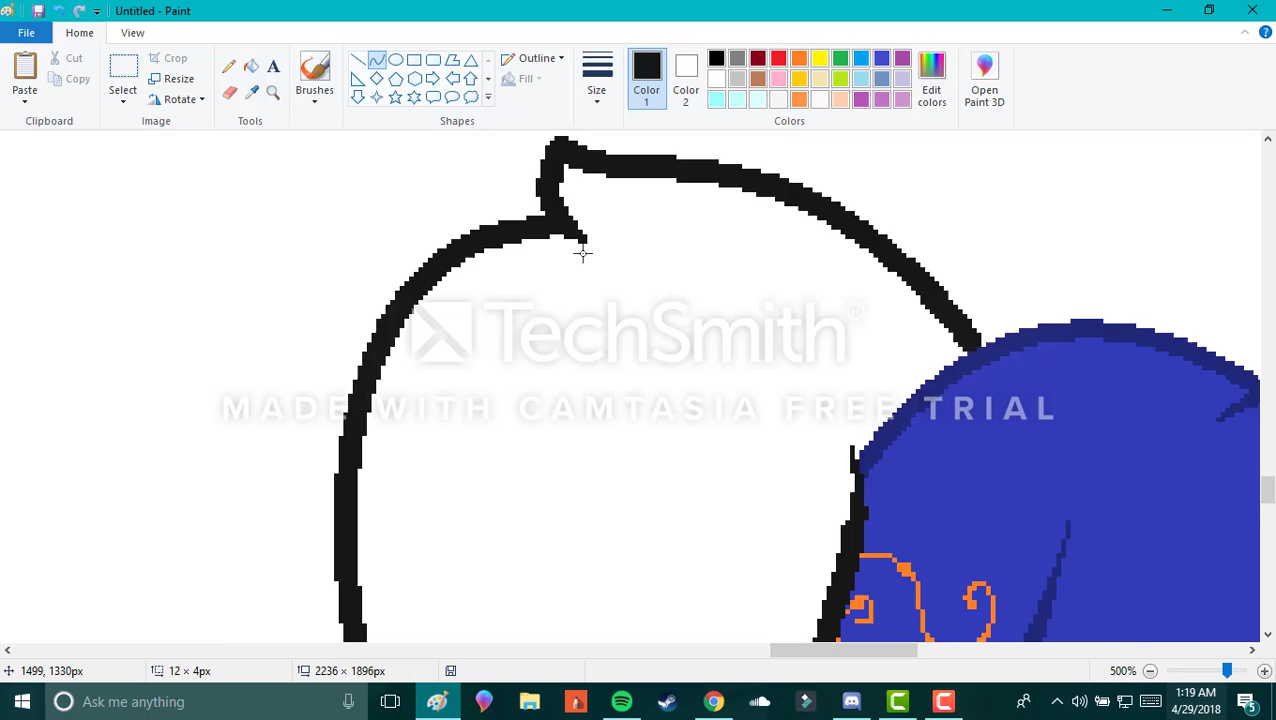 Untitled - Paint
File Home View
Paste
Cut
Copy
Clipboard
Select
Crop
Resize
Rotate
Image
A
Tools
Brushes
Outline
Fill
Shapes
Size
Color 1
Color 2
Edit colors
Colors
Open Paint 3D
TechSmith®
MADE WITH CAMTASIA FREE TRIAL
1499, 1330px
12 × 4px
2236 × 1896px
500%
Ask me anything
1:19 AM
4/29/2018
5